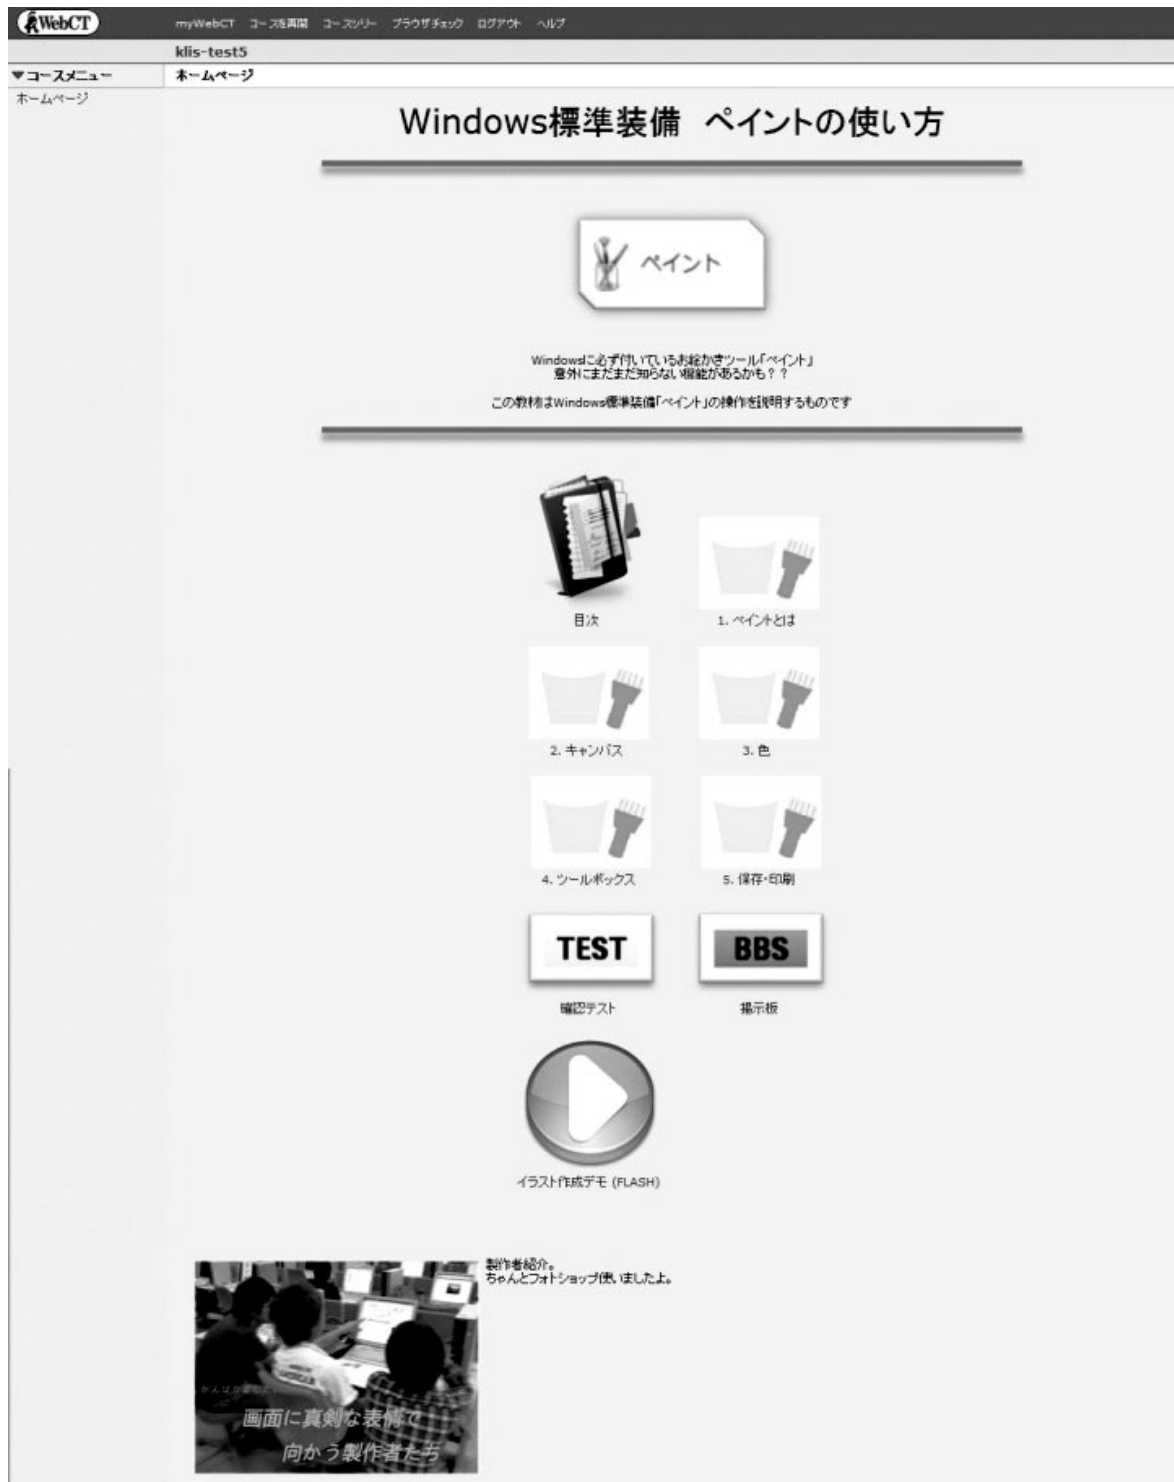 WebCT
myWebCT コースを再開 コースツリー ブラウザチェック ログアウト ヘルプ
klis-test5
▼コースメニュー
ホームページ
ホームページ
Windows標準装備 ペイントの使い方
ペイント
Windowsに必ず付いているお絵かきツール「ペイント」
意外にまだまだ知らない機能があるかも？？
この教材はWindows標準装備「ペイント」の操作を説明するものです
目次
1. ペイントとは
2. キャンバス
3. 色
4. ツールボックス
5. 保存・印刷
TEST
BBS
確認テスト
掲示板
イラスト作成デモ (FLASH)
製作者紹介。
ちゃんとフォトショップ使いましたよ。
がんばりました
画面に真剣な表情で
向かう製作者たち